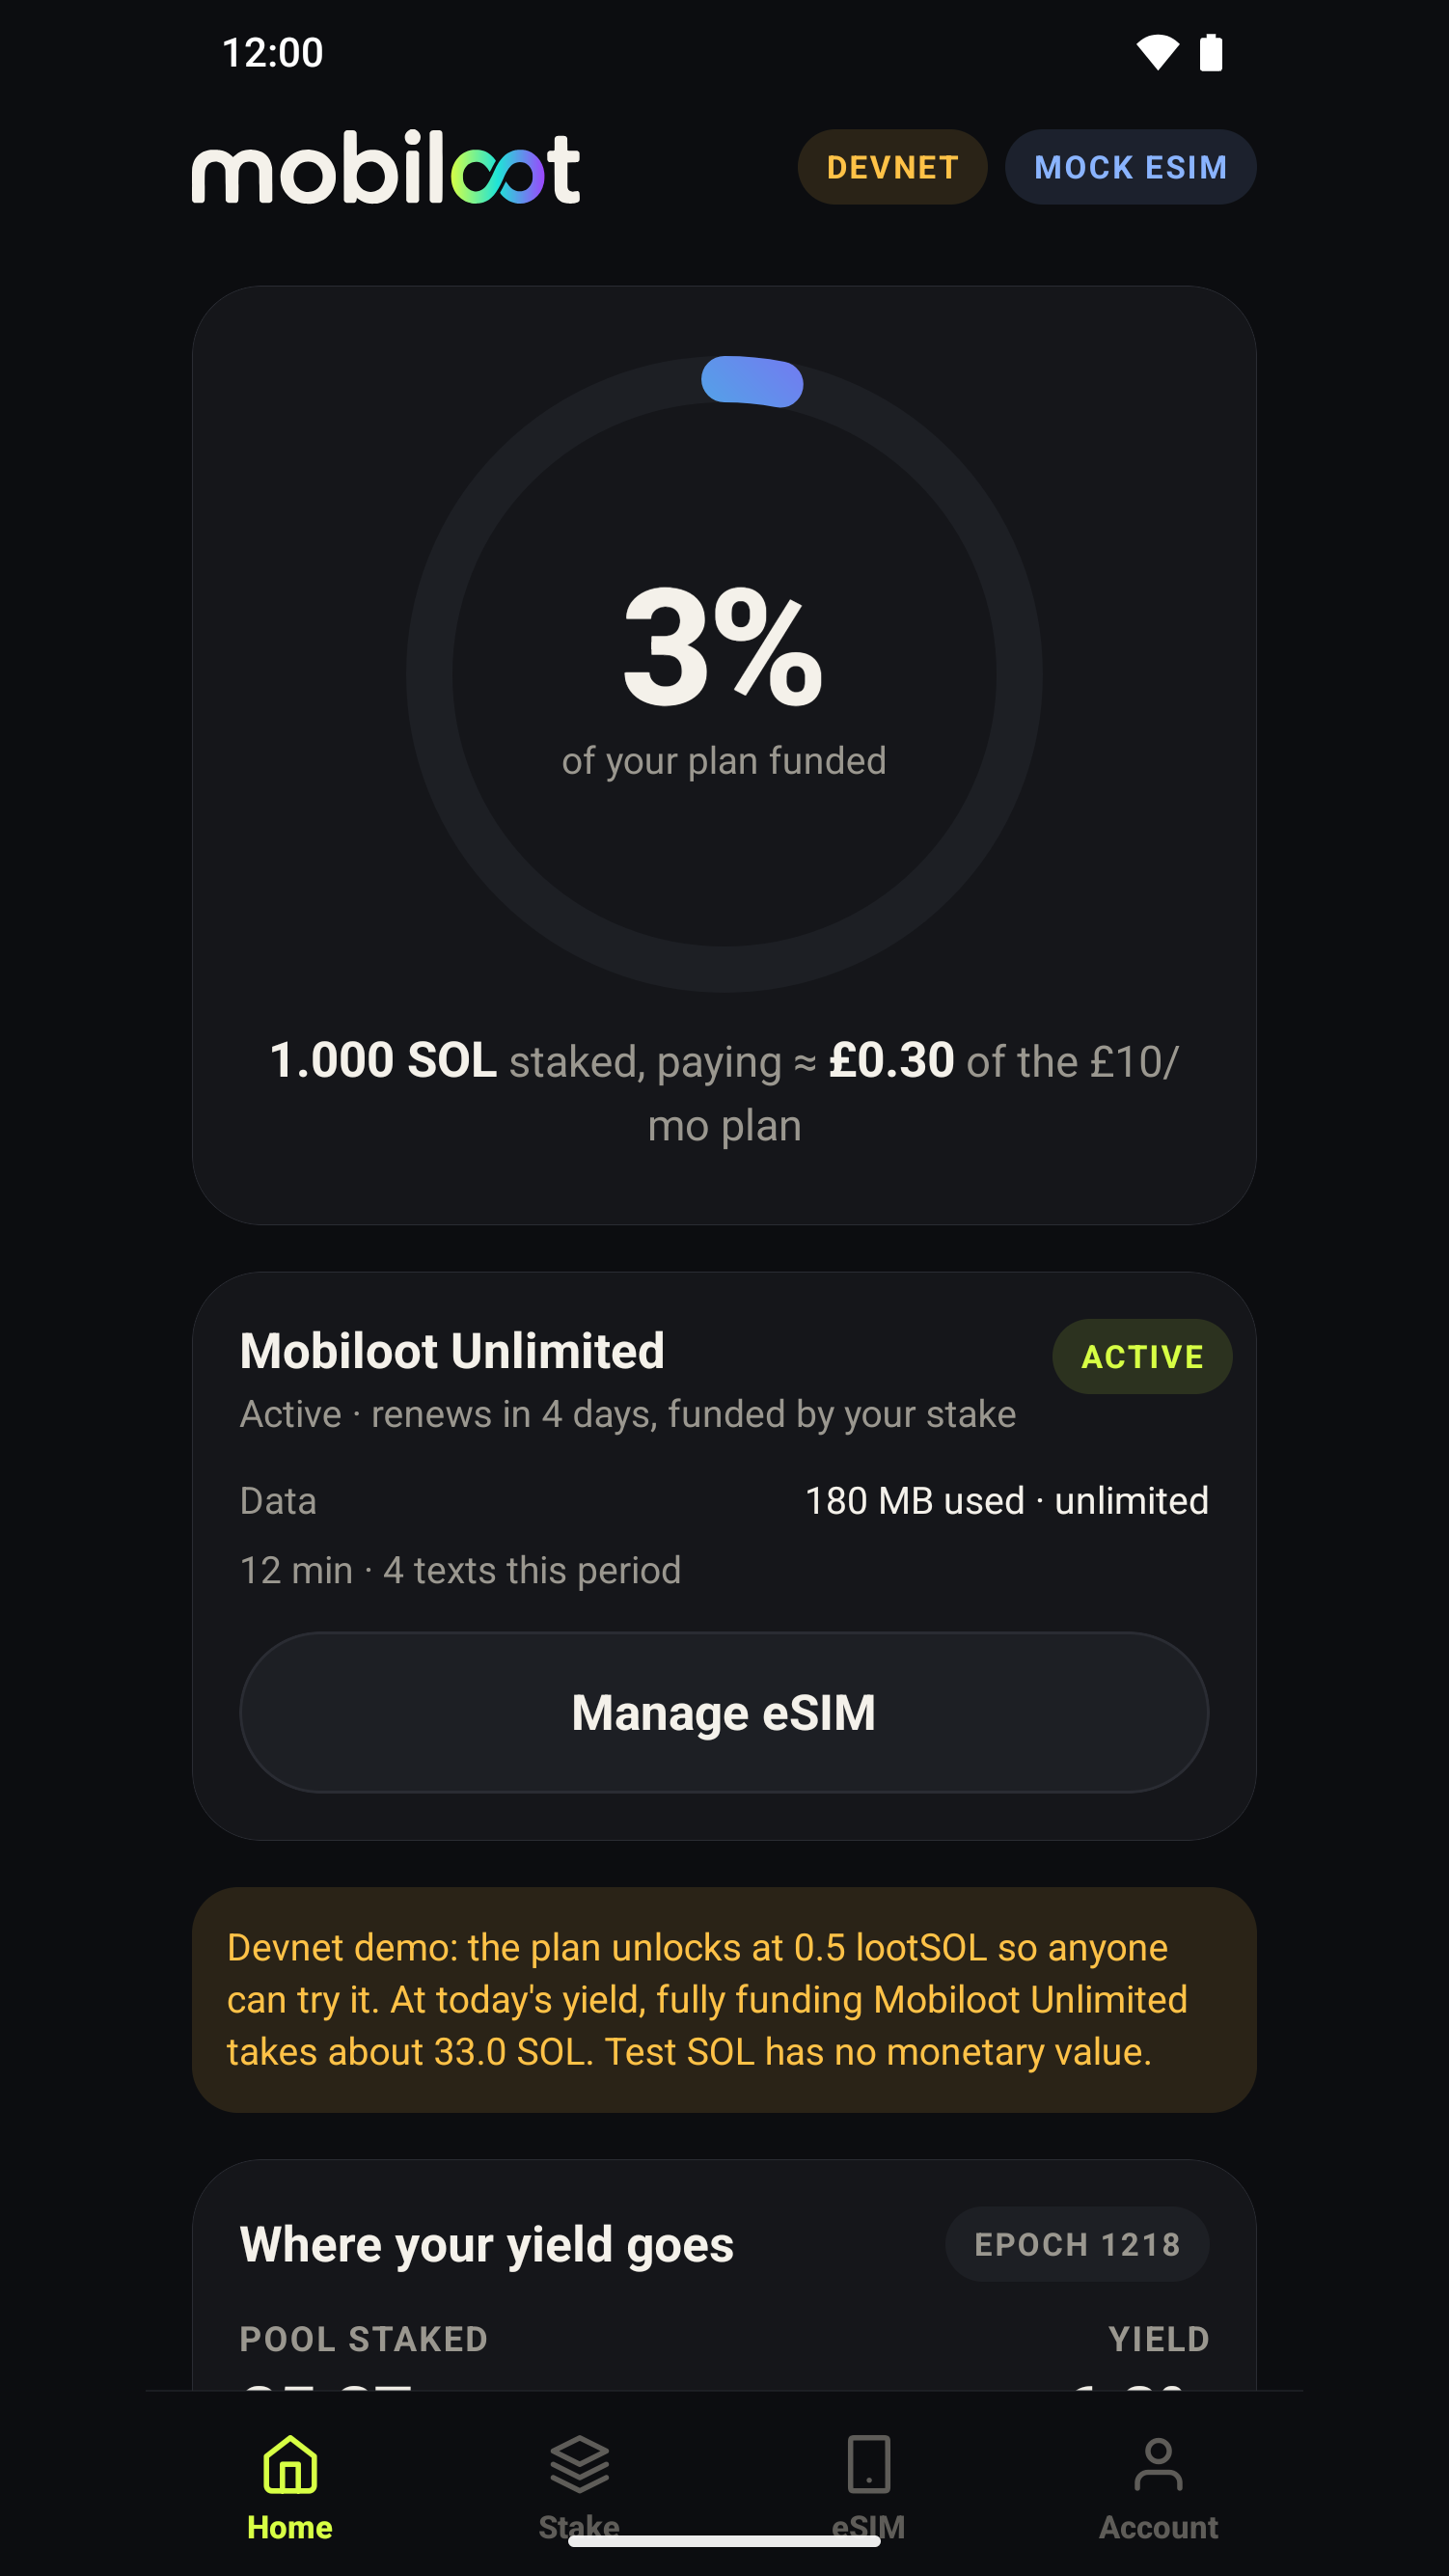 12:00
mobiloot
DEVNET
MOCK ESIM
3%
of your plan funded
1.000 SOL staked, paying ≈ £0.30 of the £10/
mo plan
Mobiloot Unlimited
ACTIVE
Active · renews in 4 days, funded by your stake
Data
180 MB used · unlimited
12 min · 4 texts this period
Manage eSIM
Devnet demo: the plan unlocks at 0.5 lootSOL so anyone
can try it. At today's yield, fully funding Mobiloot Unlimited
takes about 33.0 SOL. Test SOL has no monetary value.
Where your yield goes
EPOCH 1218
POOL STAKED
YIELD
Home
Stake
eSIM
Account